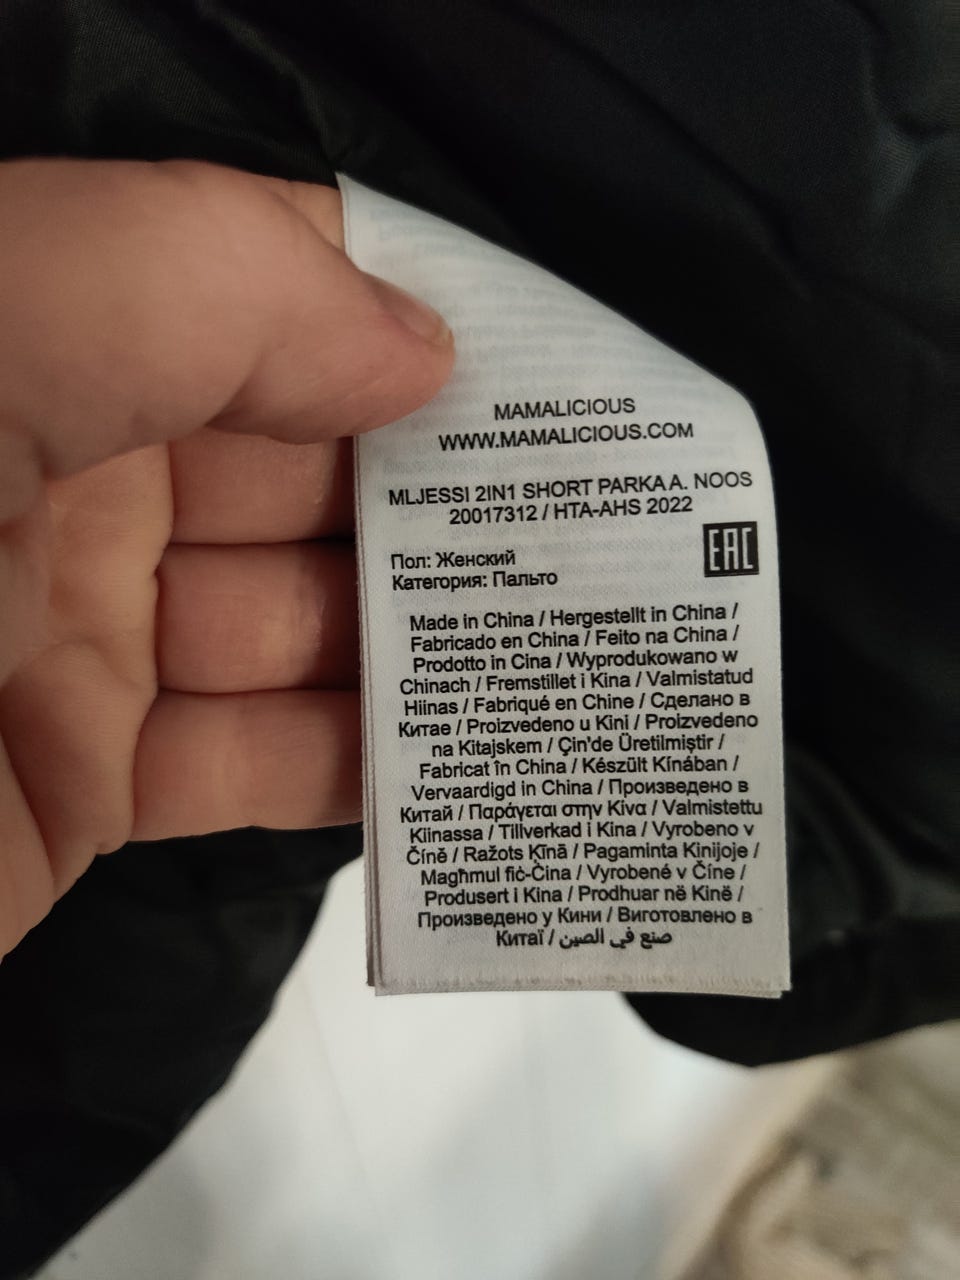 MAMALICIOUS
WWW.MAMALICIOUS.COM
MLJESSI 2IN1 SHORT PARKA A. NOOS
20017312 / HTA-AHS 2022
EAC
Пол: Женский
Категория: Пальто
Made in China / Hergestellt in China /
Fabricado en China / Feito na China /
Prodotto in Cina / Wyprodukowano w
Chinach / Fremstillet i Kina / Valmistatud
Hiinas / Fabriqué en Chine / Сделано в
Китае / Proizvedeno u Kini / Proizvedeno
na Kitajskem / Çin'de Üretilmiştir /
Fabricat în China / Készült Kínában /
Vervaardigd in China / Произведено в
Китай / Παράγεται στην Κίνα / Valmistettu
Kiinassa / Tillverkad i Kina / Vyrobeno v
Číně / Ražots Ķīnā / Pagaminta Kinijoje /
Magħmul fiċ-Ċina / Vyrobené v Číne /
Produsert i Kina / Prodhuar në Kinë /
Произведено у Кини / Виготовлено в
Китаї / صنع في الصين